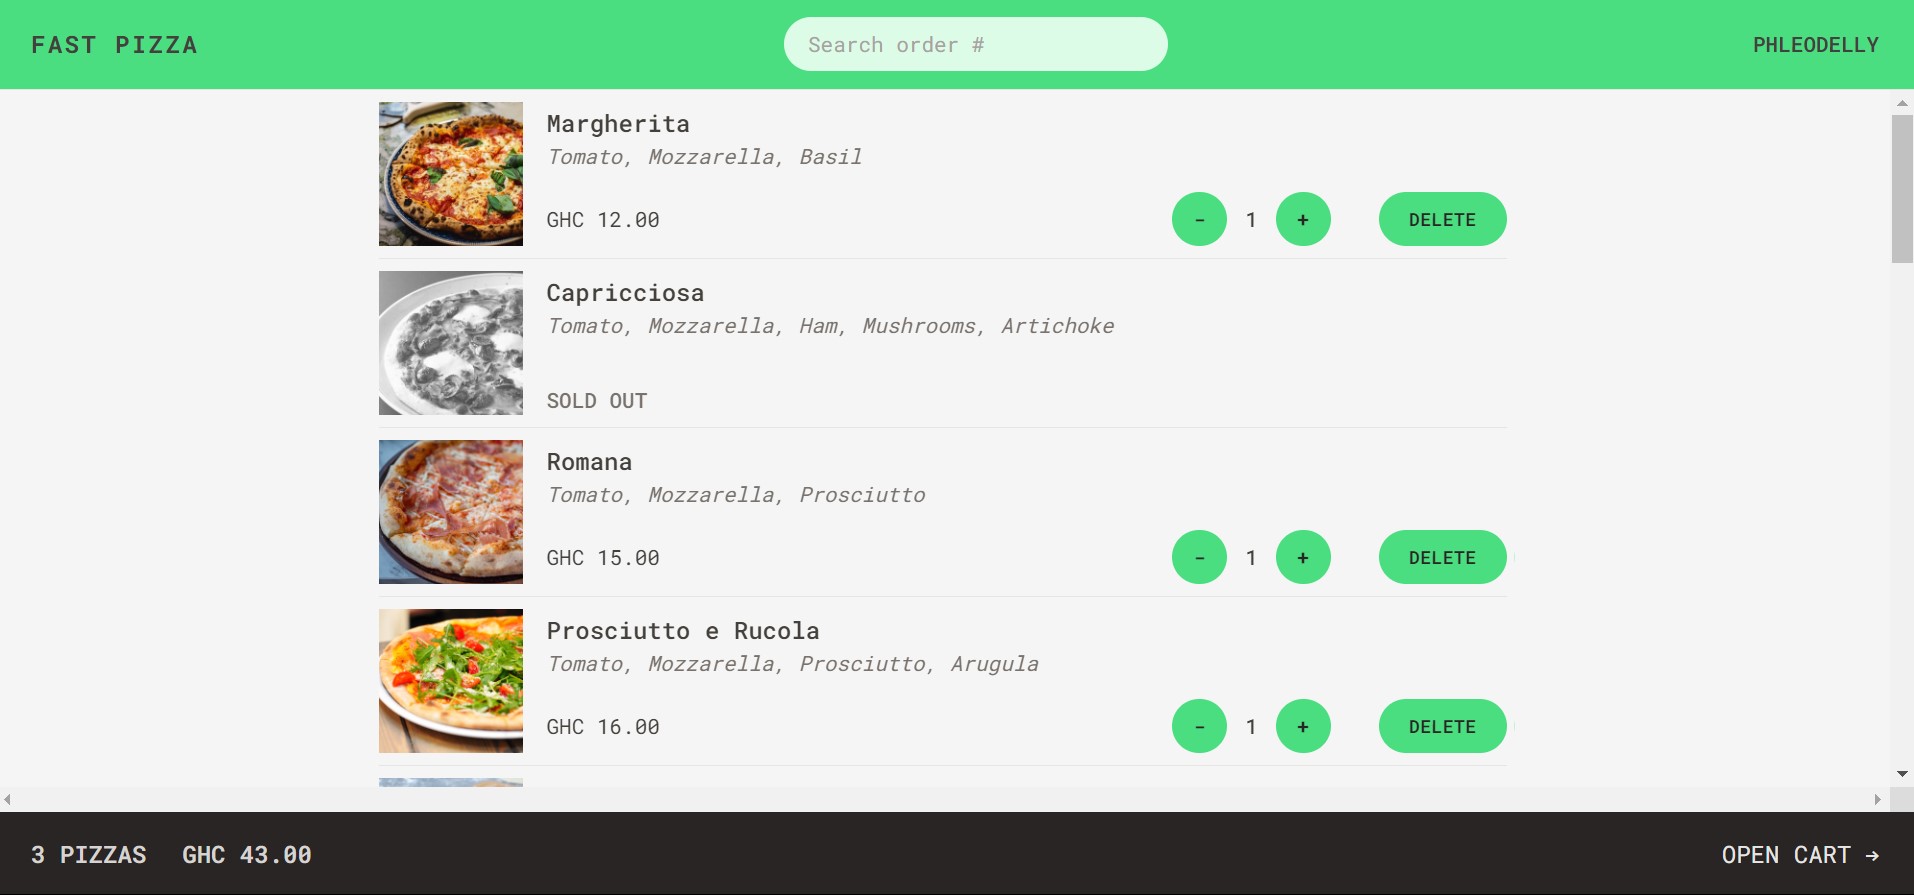 FAST PIZZA
Search order #
PHLEODELLY
Margherita
Tomato, Mozzarella, Basil
GHC 12.00
- 1 + DELETE
Capricciosa
Tomato, Mozzarella, Ham, Mushrooms, Artichoke
SOLD OUT
Romana
Tomato, Mozzarella, Prosciutto
GHC 15.00
- 1 + DELETE
Prosciutto e Rucola
Tomato, Mozzarella, Prosciutto, Arugula
GHC 16.00
- 1 + DELETE
3 PIZZAS GHC 43.00
OPEN CART →